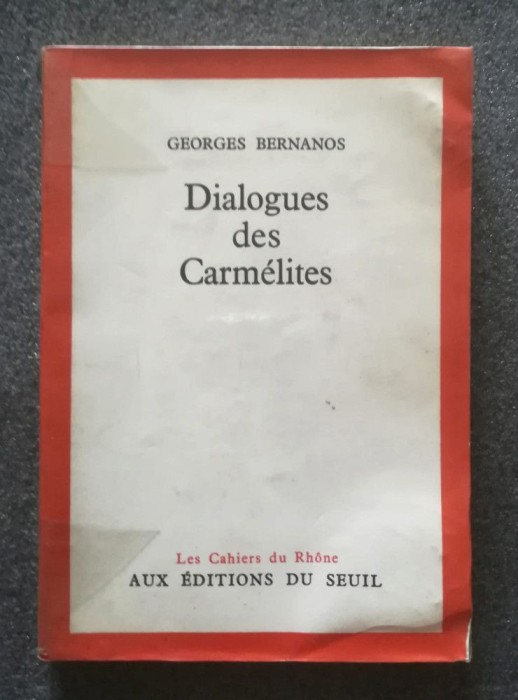 GEORGES BERNANOS
Dialogues
des
Carmélites
Les Cahiers du Rhône
AUX ÉDITIONS DU SEUIL